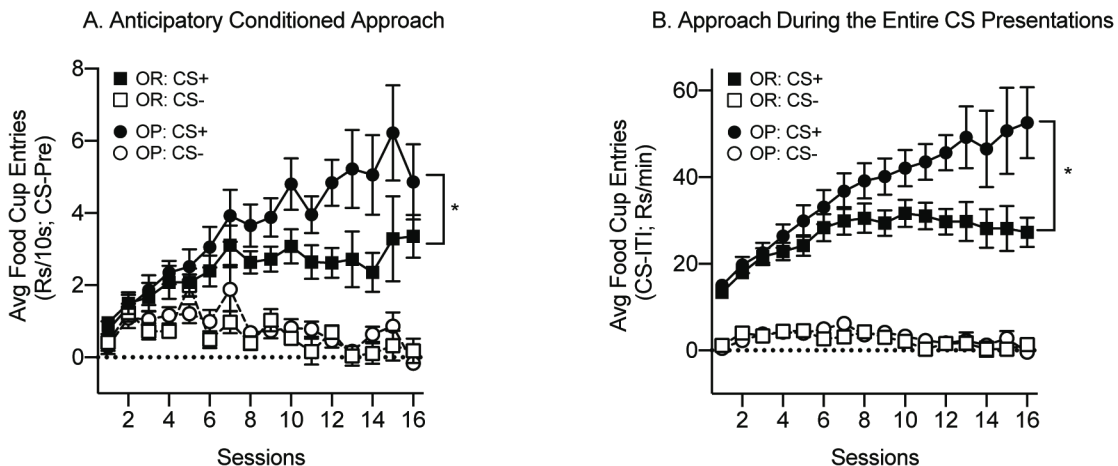 A. Anticipatory Conditioned Approach
8
6
4
2
0
Avg Food Cup Entries
(Rs/10s; CS-Pre)
OR: CS+
OR: CS-
OP: CS+
OP: CS-
*
2 4 6 8 10 12 14 16
Sessions
B. Approach During the Entire CS Presentations
60
40
20
0
Avg Food Cup Entries
(CS-ITI; Rs/min)
OR: CS+
OR: CS-
OP: CS+
OP: CS-
*
2 4 6 8 10 12 14 16
Sessions